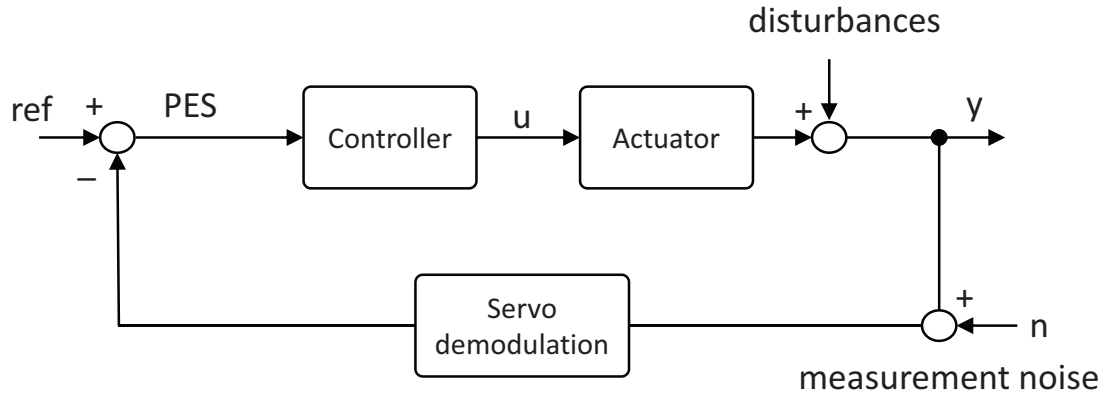 disturbances
ref
+
PES
Controller
u
Actuator
+
y
−
Servo
demodulation
+
n
measurement noise